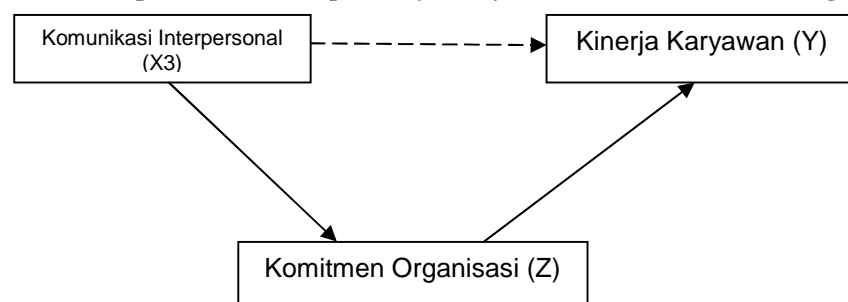 Komunikasi Interpersonal
(X3)
Kinerja Karyawan (Y)
Komitmen Organisasi (Z)